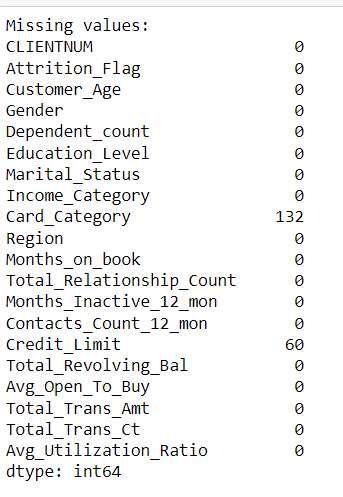 Missing values:
CLIENTNUM                   0
Attrition_Flag              0
Customer_Age                0
Gender                      0
Dependent_count             0
Education_Level             0
Marital_Status              0
Income_Category             0
Card_Category             132
Region                      0
Months_on_book              0
Total_Relationship_Count    0
Months_Inactive_12_mon      0
Contacts_Count_12_mon       0
Credit_Limit               60
Total_Revolving_Bal         0
Avg_Open_To_Buy             0
Total_Trans_Amt             0
Total_Trans_Ct              0
Avg_Utilization_Ratio       0
dtype: int64